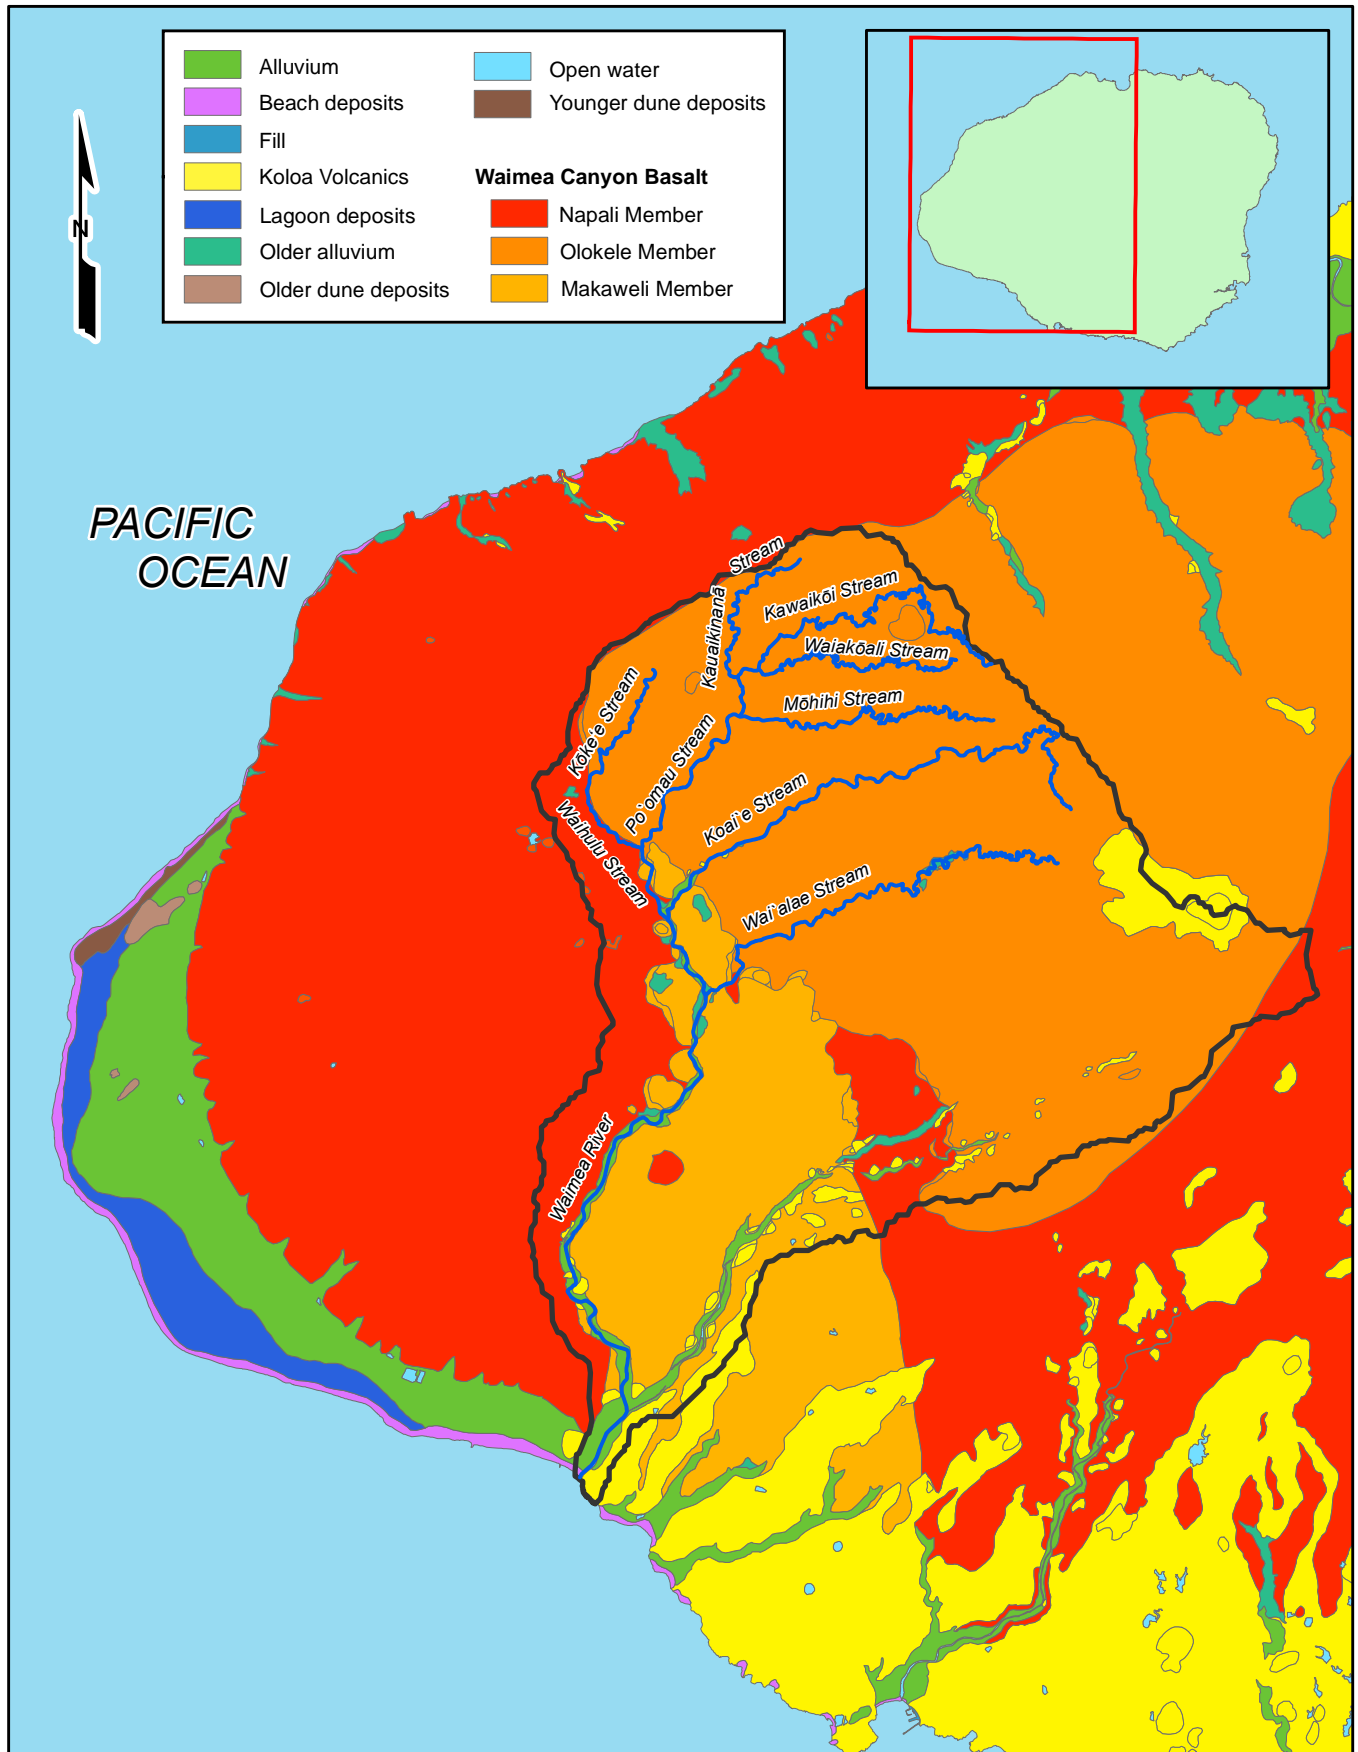 Alluvium
Beach deposits
Fill
Koloa Volcanics
Lagoon deposits
Older alluvium
Older dune deposits
Open water
Younger dune deposits
Waimea Canyon Basalt
Napali Member
Olokele Member
Makaweli Member
N
PACIFIC
OCEAN
Kauaikinanā Stream
Kawaikōi Stream
Waiakōali Stream
Mōhihi Stream
Kōke`e Stream
Po`omau Stream
Koai`e Stream
Waihulu Stream
Wai`alae Stream
Waimea River